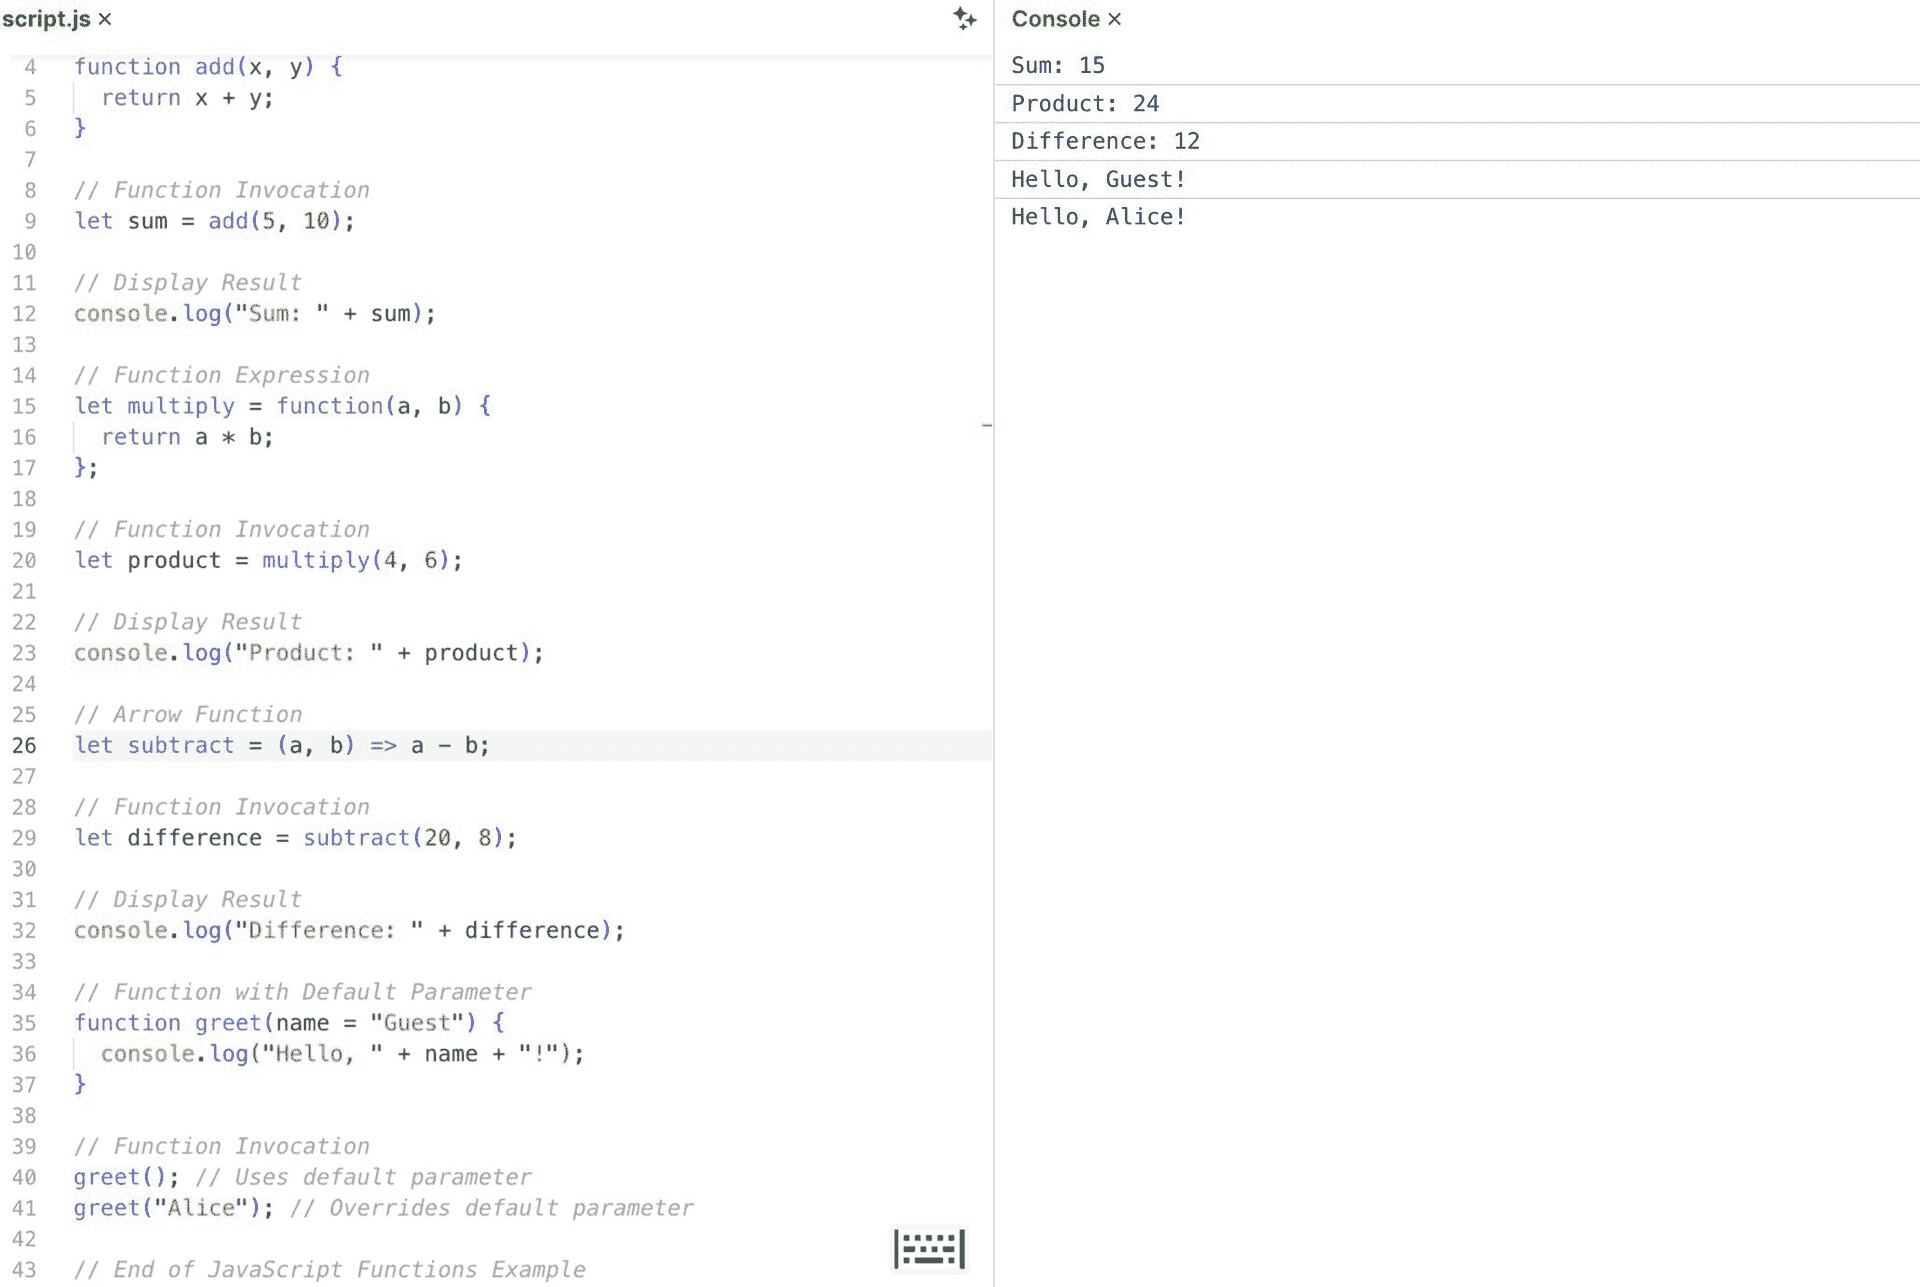 script.js ×
4 function add(x, y) {
5   return x + y;
6 }
7
8 // Function Invocation
9 let sum = add(5, 10);
10
11 // Display Result
12 console.log("Sum: " + sum);
13
14 // Function Expression
15 let multiply = function(a, b) {
16   return a * b;
17 };
18
19 // Function Invocation
20 let product = multiply(4, 6);
21
22 // Display Result
23 console.log("Product: " + product);
24
25 // Arrow Function
26 let subtract = (a, b) => a - b;
27
28 // Function Invocation
29 let difference = subtract(20, 8);
30
31 // Display Result
32 console.log("Difference: " + difference);
33
34 // Function with Default Parameter
35 function greet(name = "Guest") {
36   console.log("Hello, " + name + "!");
37 }
38
39 // Function Invocation
40 greet(); // Uses default parameter
41 greet("Alice"); // Overrides default parameter
42
43 // End of JavaScript Functions Example
Console ×
Sum: 15
Product: 24
Difference: 12
Hello, Guest!
Hello, Alice!